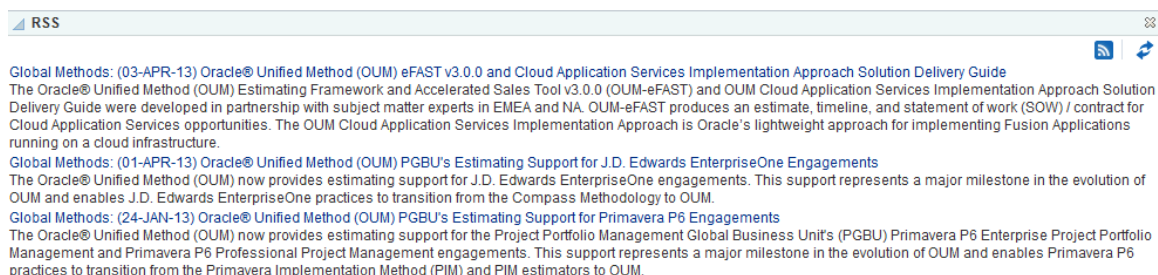 RSS
Global Methods: (03-APR-13) Oracle® Unified Method (OUM) eFAST v3.0.0 and Cloud Application Services Implementation Approach Solution Delivery Guide
The Oracle® Unified Method (OUM) Estimating Framework and Accelerated Sales Tool v3.0.0 (OUM-eFAST) and OUM Cloud Application Services Implementation Approach Solution
Delivery Guide were developed in partnership with subject matter experts in EMEA and NA. OUM-eFAST produces an estimate, timeline, and statement of work (SOW) / contract for
Cloud Application Services opportunities. The OUM Cloud Application Services Implementation Approach is Oracle's lightweight approach for implementing Fusion Applications
running on a cloud infrastructure.
Global Methods: (01-APR-13) Oracle® Unified Method (OUM) PGBU's Estimating Support for J.D. Edwards EnterpriseOne Engagements
The Oracle® Unified Method (OUM) now provides estimating support for J.D. Edwards EnterpriseOne engagements. This support represents a major milestone in the evolution of
OUM and enables J.D. Edwards EnterpriseOne practices to transition from the Compass Methodology to OUM.
Global Methods: (24-JAN-13) Oracle® Unified Method (OUM) PGBU's Estimating Support for Primavera P6 Engagements
The Oracle® Unified Method (OUM) now provides estimating support for the Project Portfolio Management Global Business Unit's (PGBU) Primavera P6 Enterprise Project Portfolio
Management and Primavera P6 Professional Project Management engagements. This support represents a major milestone in the evolution of OUM and enables Primavera P6
practices to transition from the Primavera Implementation Method (PIM) and PIM estimators to OUM.